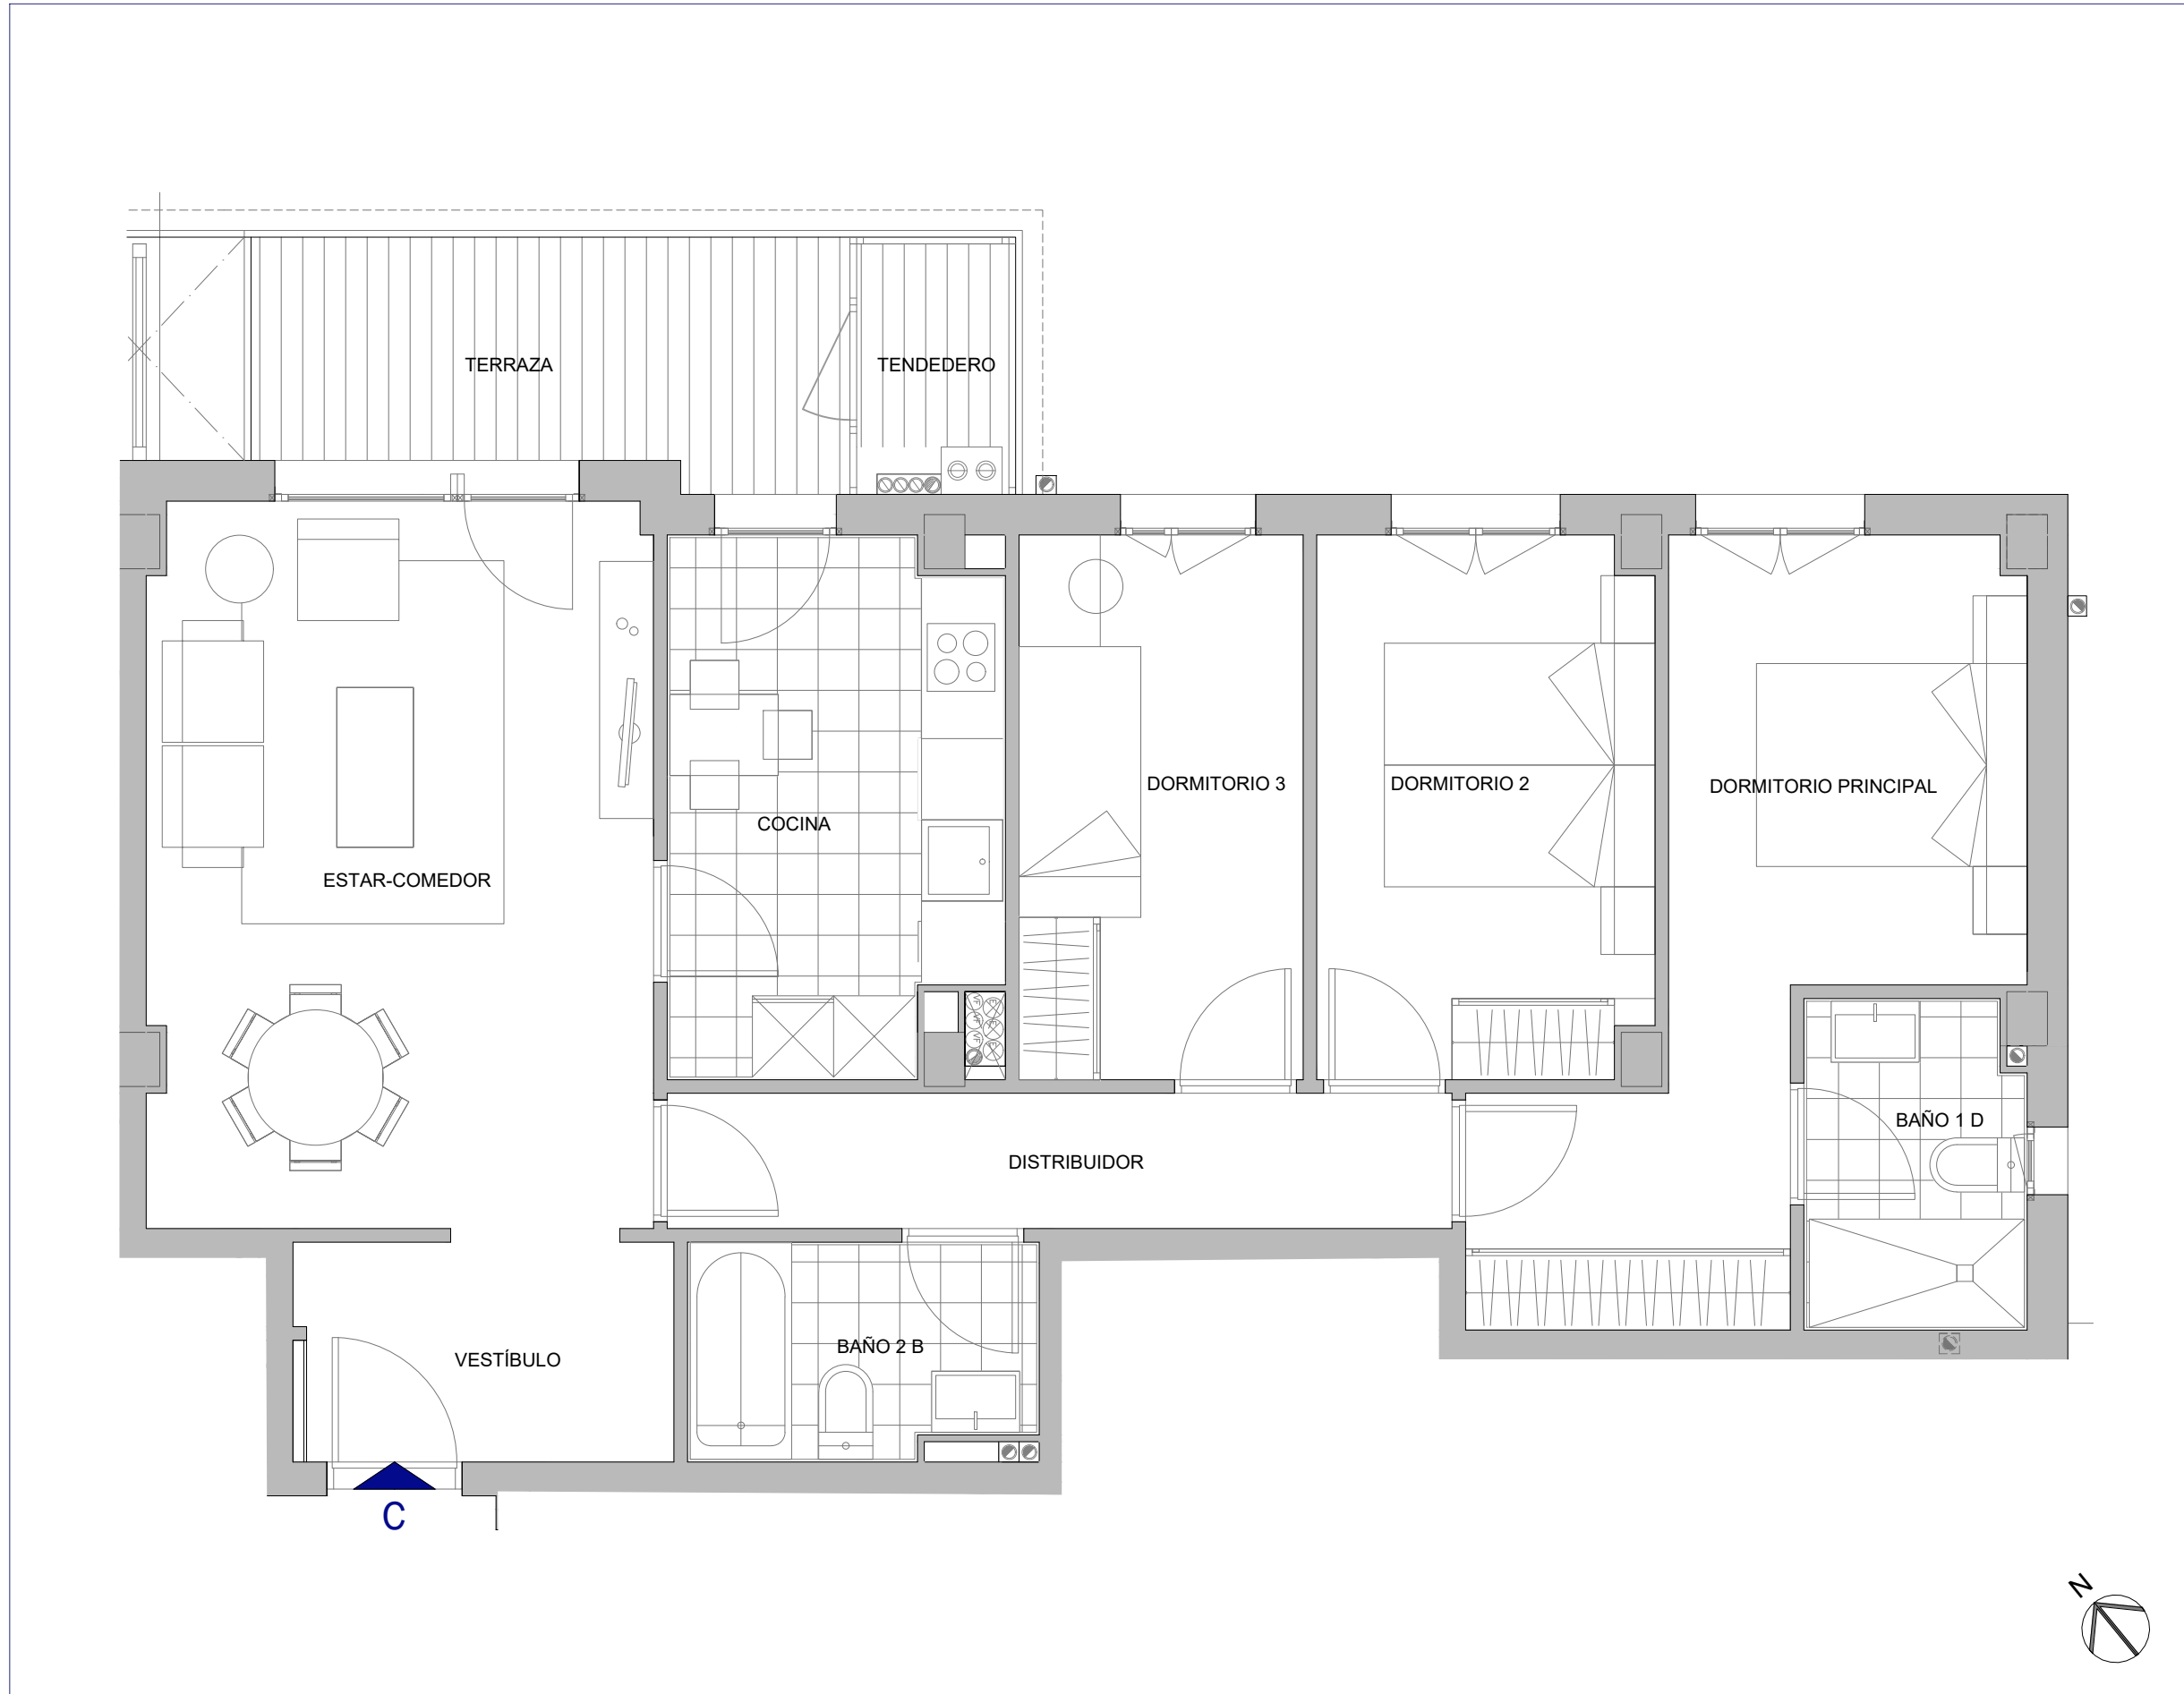 TERRAZA
TENDEDERO
DORMITORIO 3
DORMITORIO 2
DORMITORIO PRINCIPAL
COCINA
ESTAR-COMEDOR
BAÑO 1 D
DISTRIBUIDOR
BAÑO 2 B
VESTÍBULO
C
N